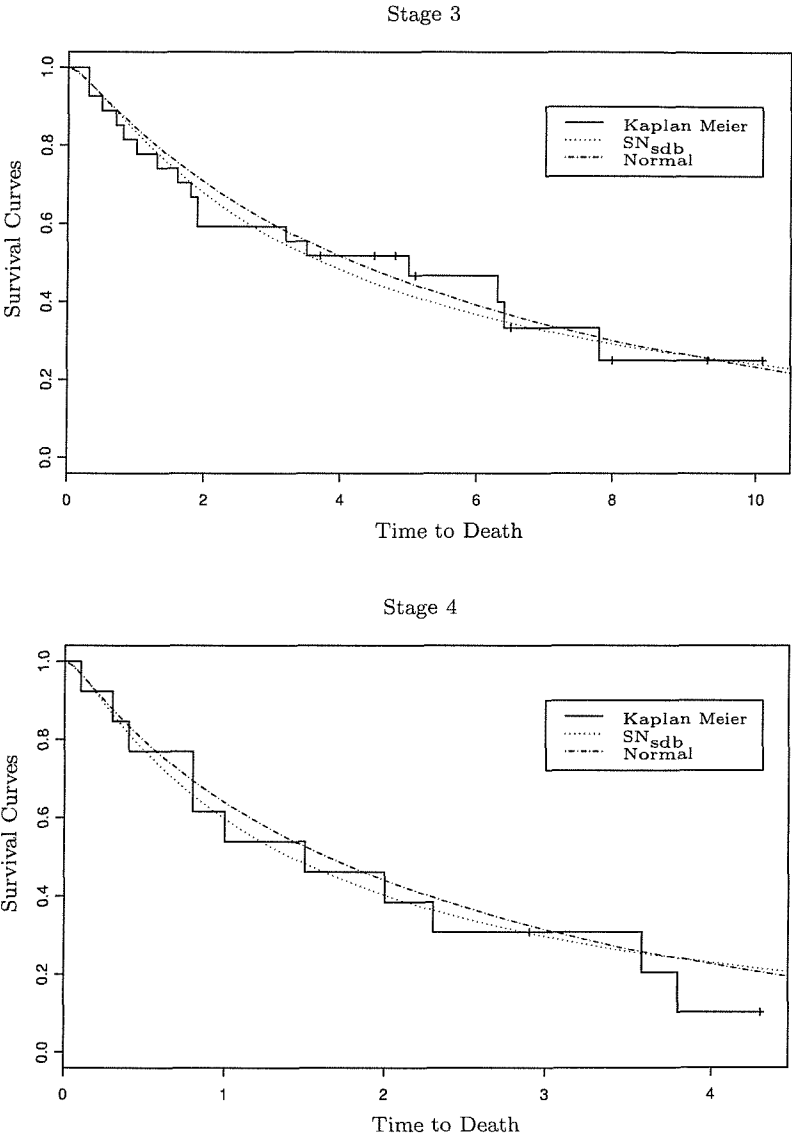 Stage 3
Survival Curves
1.0
0.8
0.6
0.4
0.2
0.0
Kaplan Meier
SNsdb
Normal
0 2 4 6 8 10
Time to Death
Stage 4
Survival Curves
1.0
0.8
0.6
0.4
0.2
0.0
Kaplan Meier
SNsdb
Normal
0 1 2 3 4
Time to Death